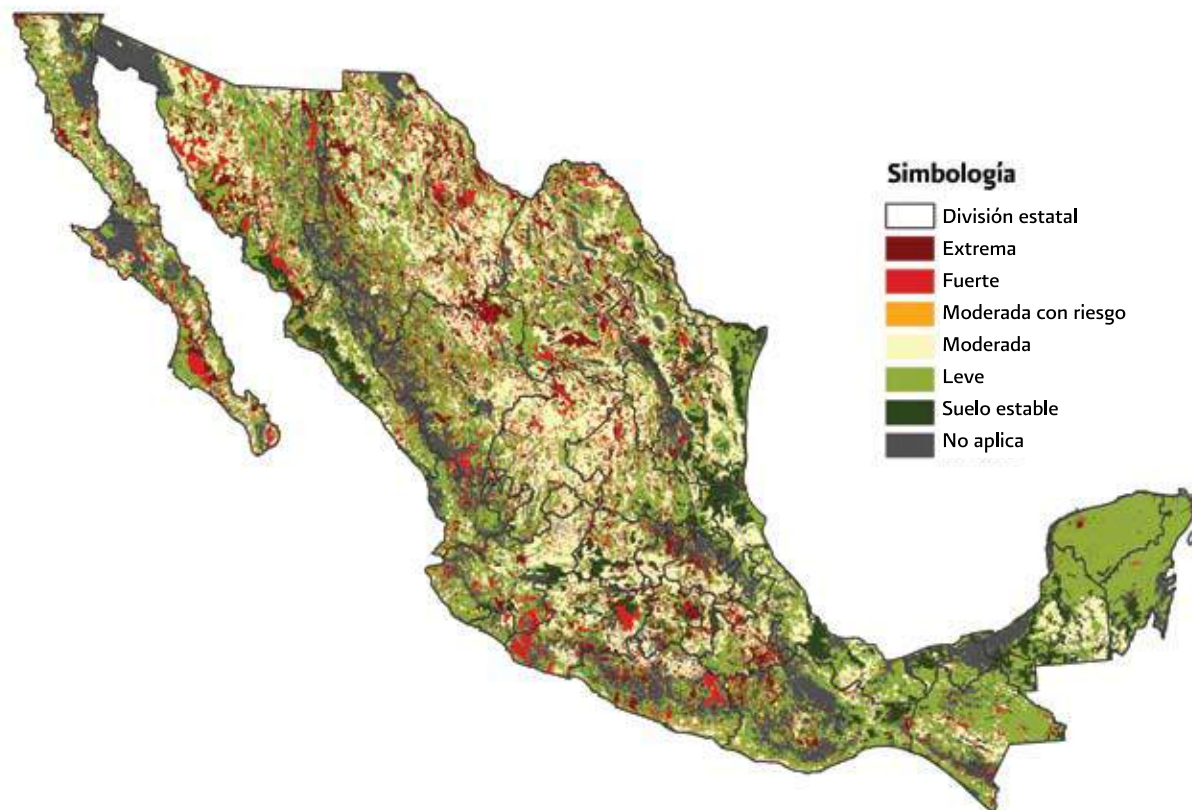 Simbología
División estatal
Extrema
Fuerte
Moderada con riesgo
Moderada
Leve
Suelo estable
No aplica